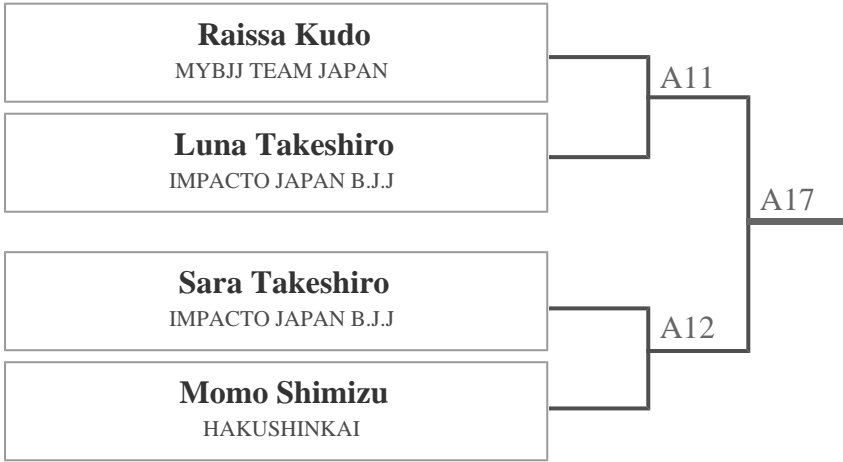 Raissa Kudo
MYBJJ TEAM JAPAN
A11
Luna Takeshiro
IMPACTO JAPAN B.J.J
A17
Sara Takeshiro
IMPACTO JAPAN B.J.J
A12
Momo Shimizu
HAKUSHINKAI